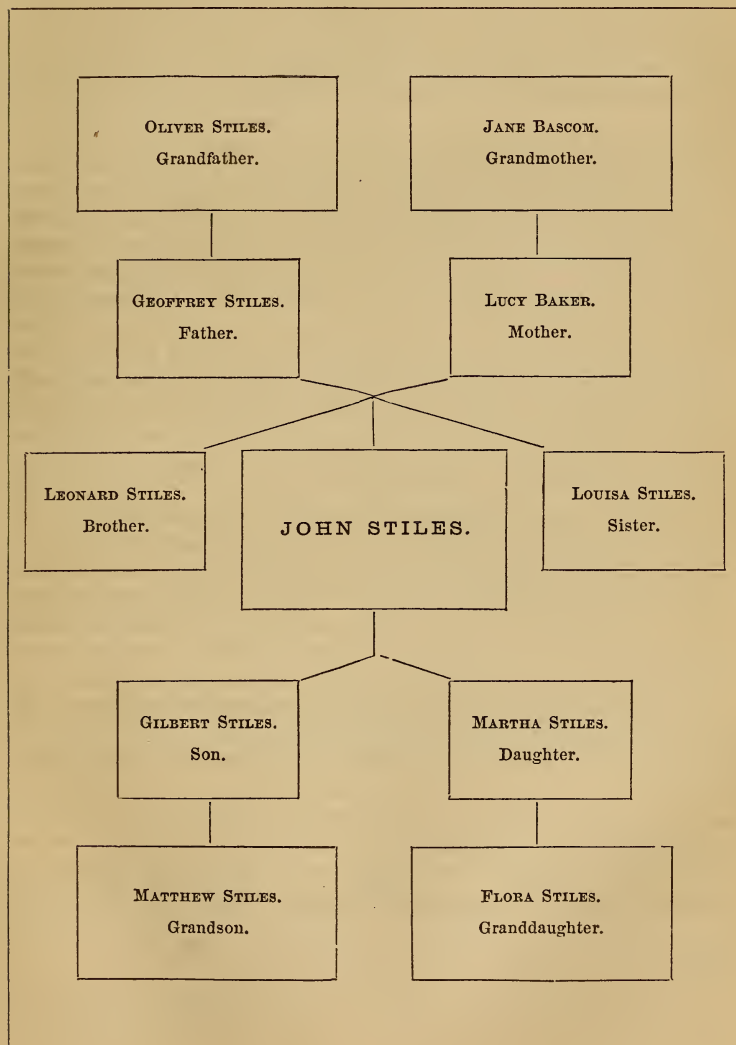 OLIVER STILES.
Grandfather.
JANE BASCOM.
Grandmother.
GEOFFREY STILES.
Father.
LUCY BAKER.
Mother.
LEONARD STILES.
Brother.
JOHN STILES.
LOUISA STILES.
Sister.
GILBERT STILES.
Son.
MARTHA STILES.
Daughter.
MATTHEW STILES.
Grandson.
FLORA STILES.
Granddaughter.